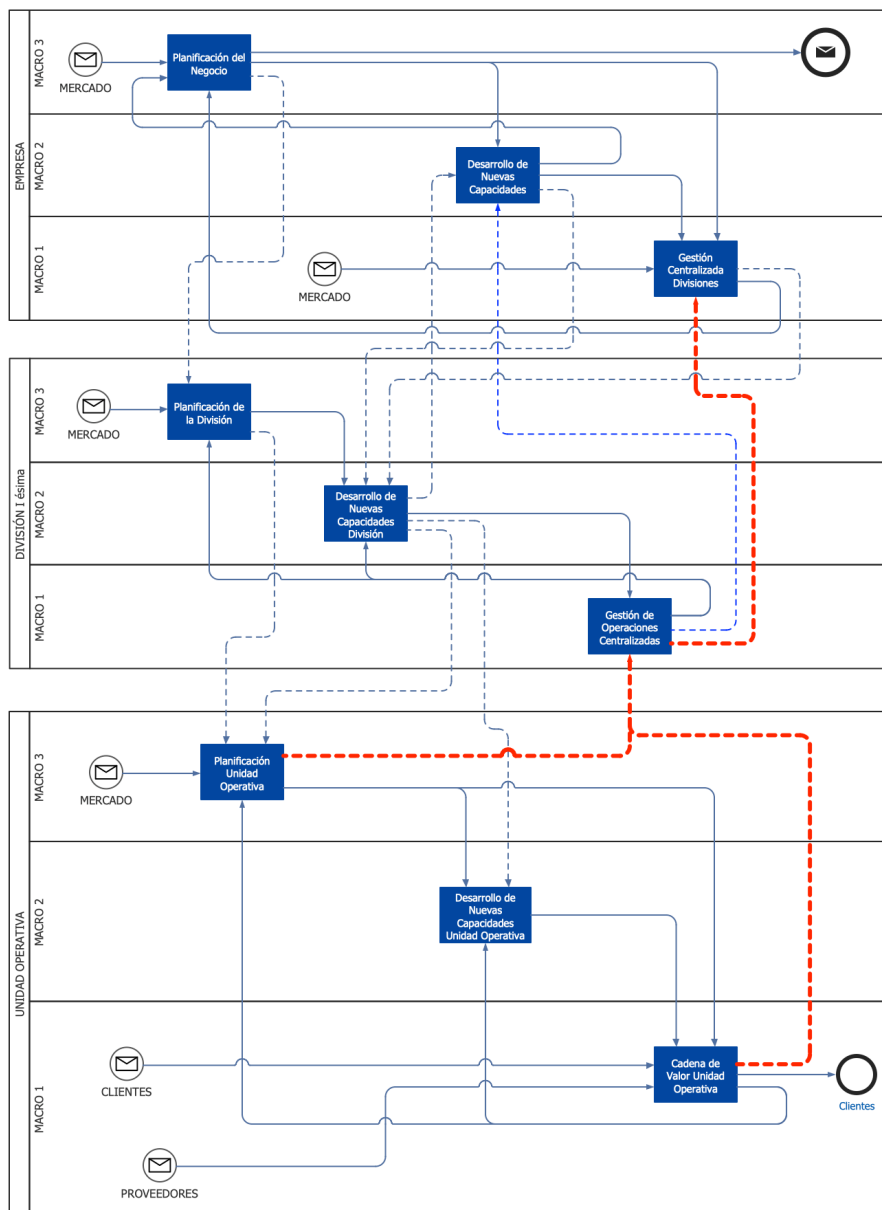 EMPRESA
MACRO 3
MERCADO
Planificación del
Negocio
MACRO 2
Desarrollo de
Nuevas
Capacidades
MACRO 1
MERCADO
Gestión
Centralizada
Divisiones
DIVISIÓN I ésima
MACRO 3
MERCADO
Planificación de
la División
MACRO 2
Desarrollo de
Nuevas
Capacidades
División
MACRO 1
Gestión de
Operaciones
Centralizadas
UNIDAD OPERATIVA
MACRO 3
MERCADO
Planificación
Unidad
Operativa
MACRO 2
Desarrollo de
Nuevas
Capacidades
Unidad Operativa
MACRO 1
CLIENTES
Cadena de
Valor Unidad
Operativa
Clientes
PROVEEDORES